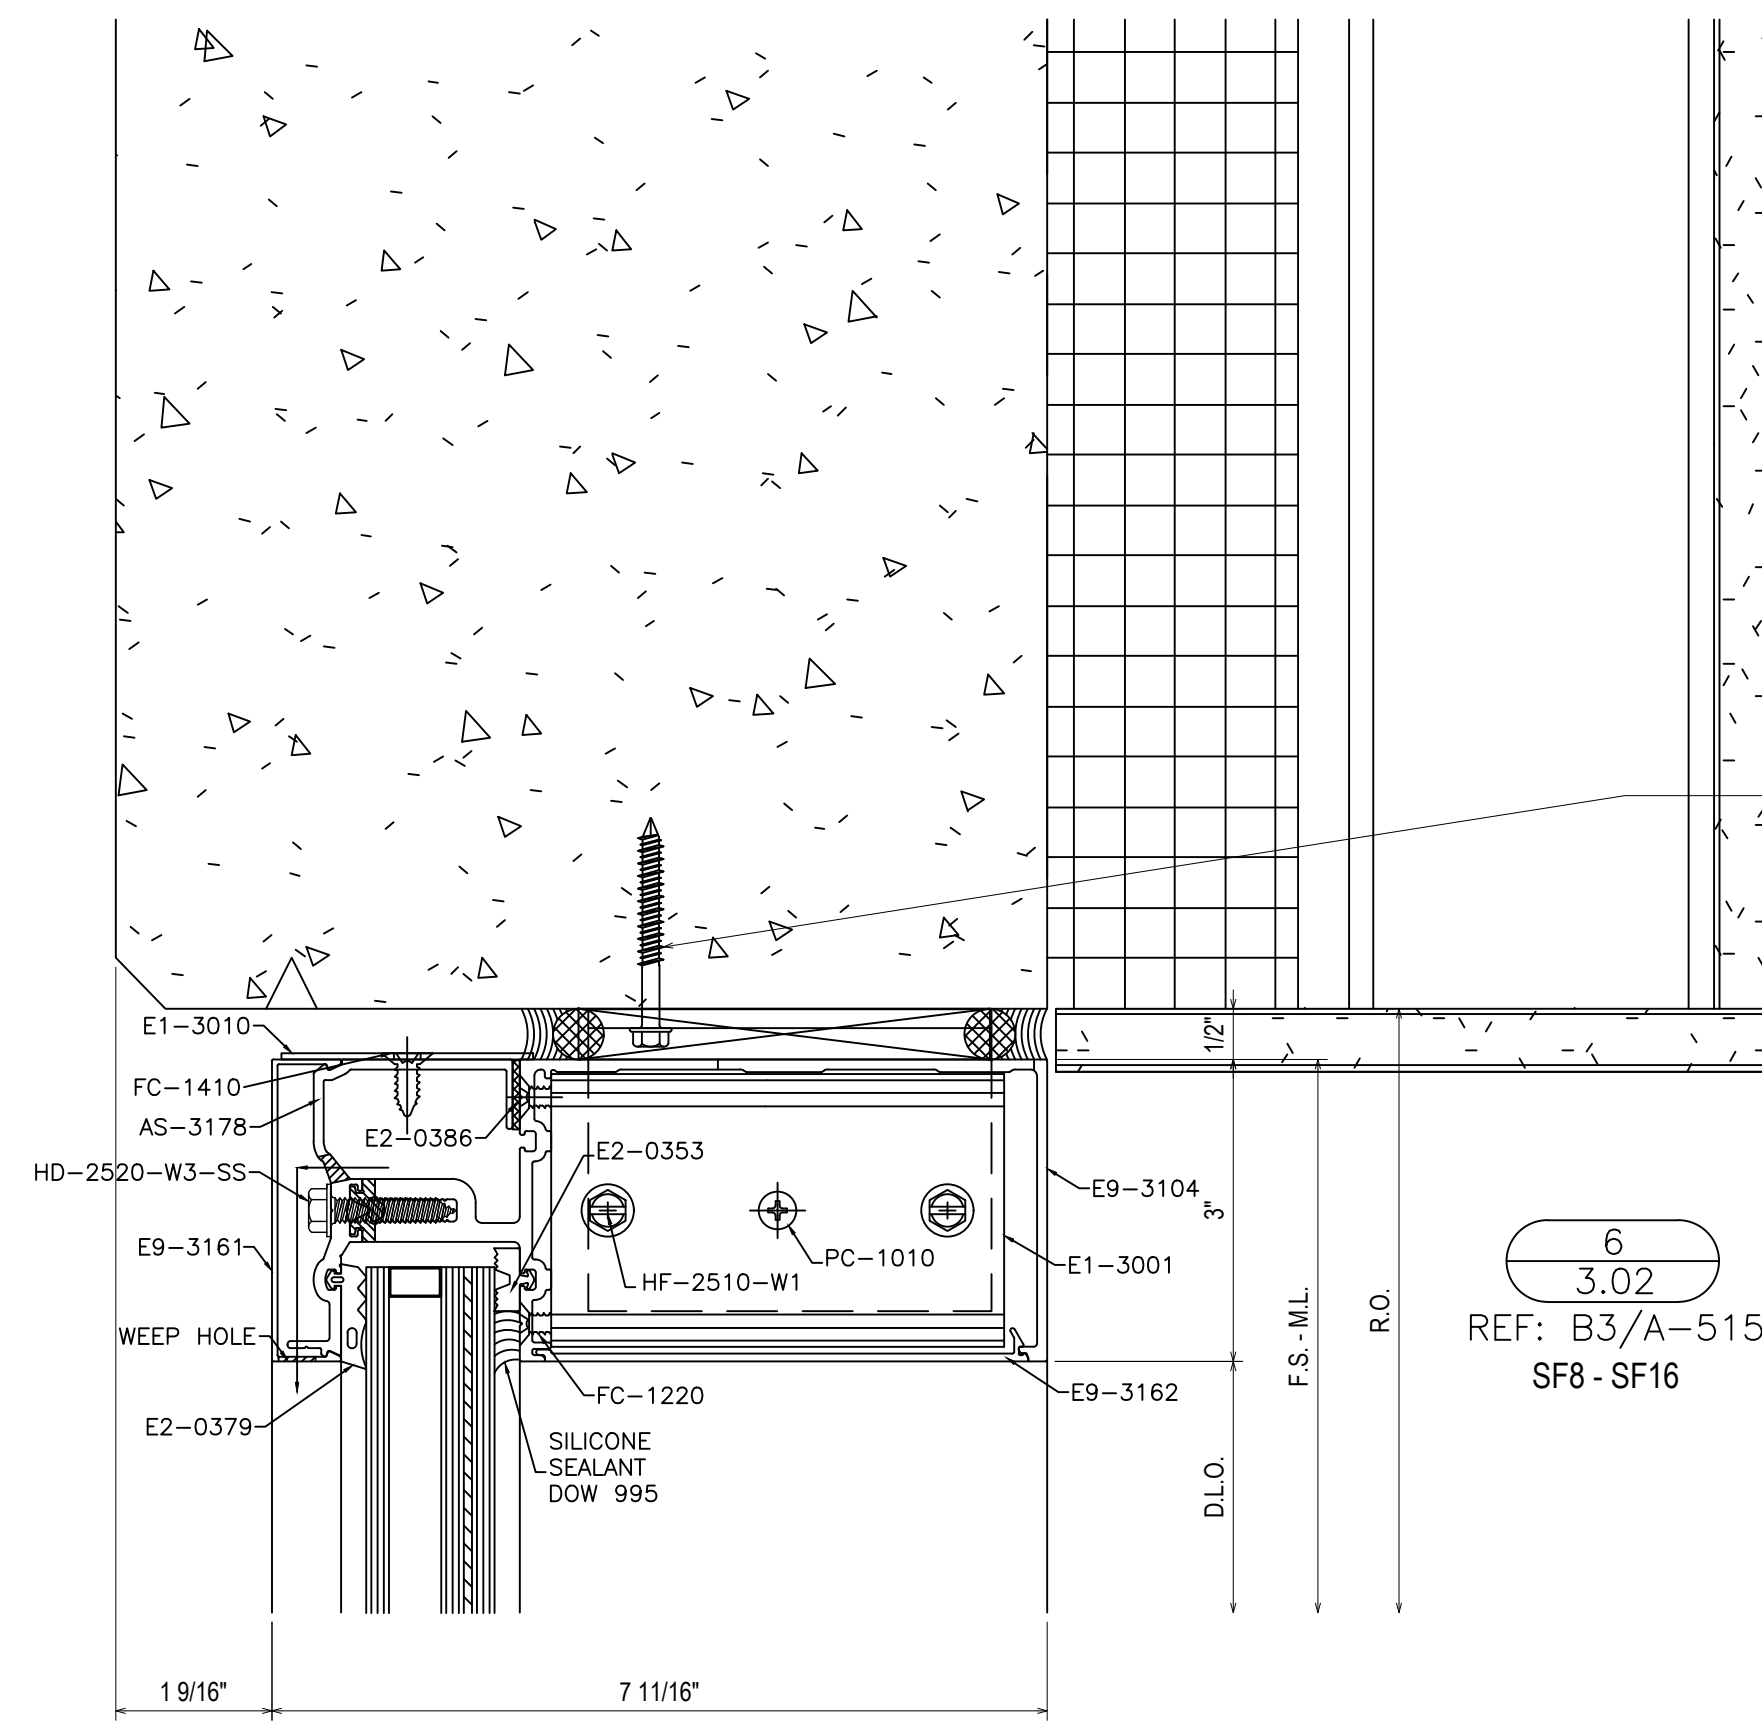 E1-3010
FC-1410
AS-3178
E2-0386
HD-2520-W3-SS
E2-0353
E9-3104
E9-3161
PC-1010
HF-2510-W1
E1-3001
WEEP HOLE
FC-1220
E9-3162
E2-0379
SILICONE
SEALANT
DOW 995
1/2"
3"
D.L.O.
F.S. - M.L.
R.O.
6
3.02
REF: B3/A-515
SF8 - SF16
1 9/16"
7 11/16"